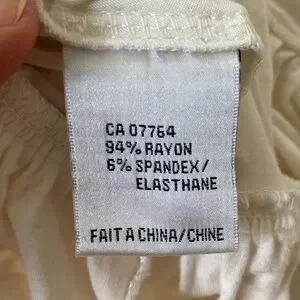 CA 07764
94% RAYON
6% SPANDEX/
ELASTHANE
FAIT A CHINA/CHINE